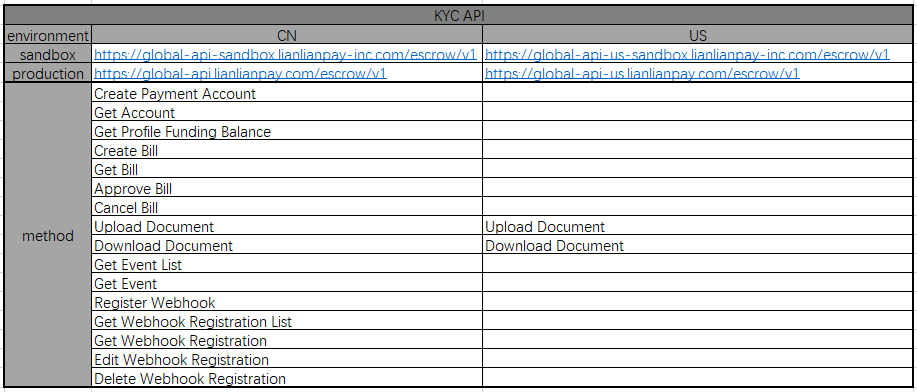 KYC API
environment CN US
sandbox https://global-api-sandbox.lianlianpay-inc.com/escrow/v1 https://global-api-us-sandbox.lianlianpay-inc.com/escrow/v1
production https://global-api.lianlianpay.com/escrow/v1 https://global-api-us.lianlianpay.com/escrow/v1
method
Create Payment Account
Get Account
Get Profile Funding Balance
Create Bill
Get Bill
Approve Bill
Cancel Bill
Upload Document Upload Document
Download Document Download Document
Get Event List
Get Event
Register Webhook
Get Webhook Registration List
Get Webhook Registration
Edit Webhook Registration
Delete Webhook Registration